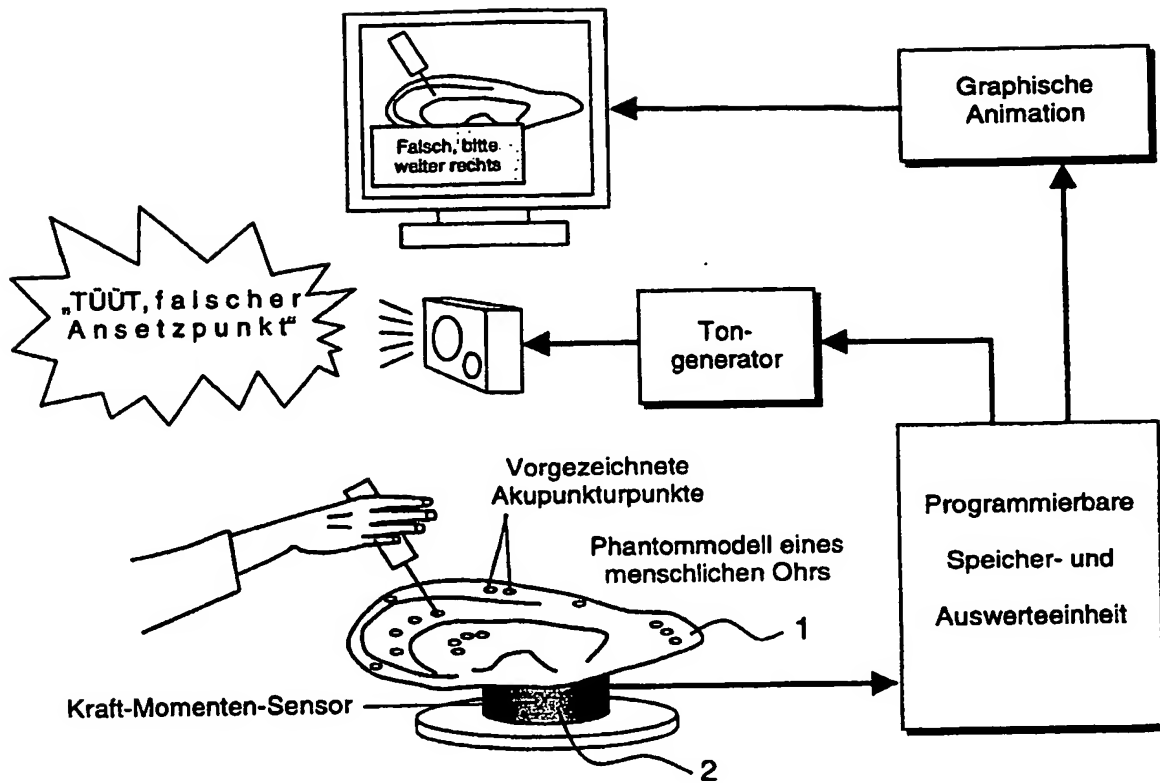 Graphische
Animation
Falsch, bitte
weiter rechts
„TÜÜT, falscher
Ansetzpunkt“
Ton-
generator
Vorgezeichnete
Akupunkturpunkte
Phantommodell eines
menschlichen Ohrs
1
Programmierbare
Speicher- und
Auswerteeinheit
Kraft-Momenten-Sensor
2